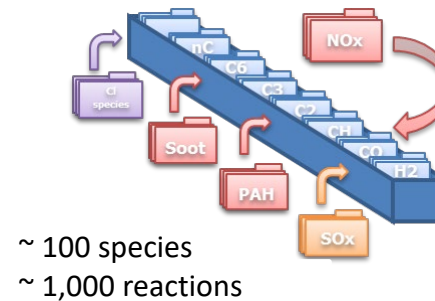 NOx
nC
C6
C3
C2
CH
CO
H2
Cl
species
Soot
PAH
SOx
~ 100 species
~ 1,000 reactions